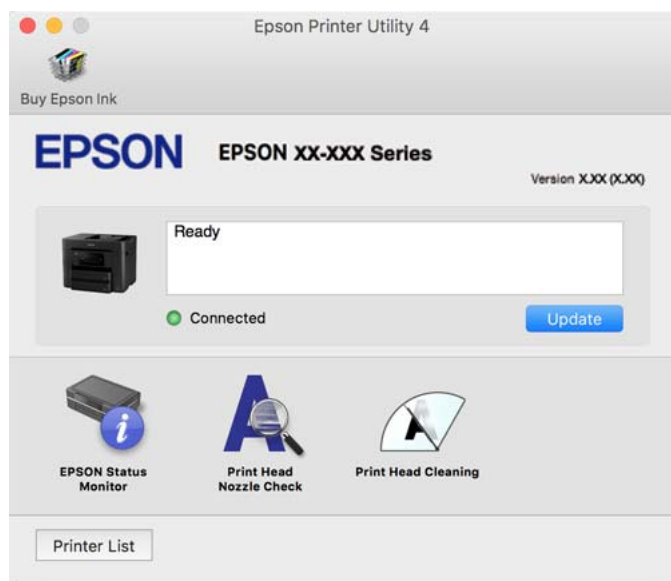 Epson Printer Utility 4
Buy Epson Ink
EPSON
EPSON XX-XXX Series
Version X.XX (X.XX)
Ready
Connected
Update
EPSON Status
Monitor
Print Head
Nozzle Check
Print Head Cleaning
Printer List